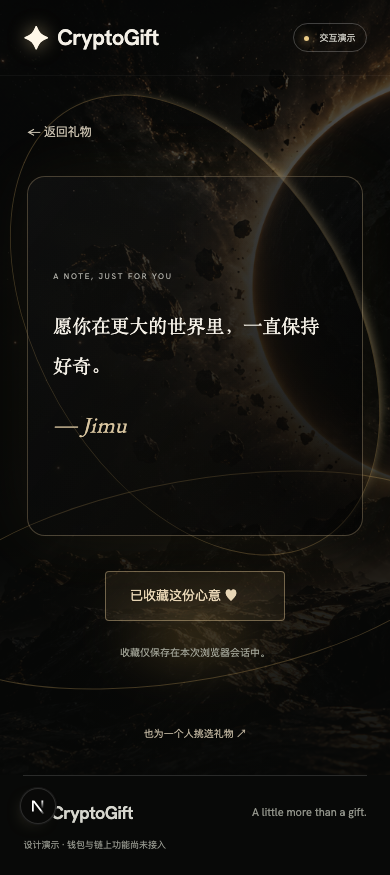 CryptoGift
交互演示
← 返回礼物
A NOTE, JUST FOR YOU
愿你在更大的世界里，一直保持
好奇。
— Jimu
已收藏这份心意 ♥
收藏仅保存在本次浏览器会话中。
也为一个人挑选礼物 ↗
N
CryptoGift
A little more than a gift.
设计演示 · 钱包与链上功能尚未接入